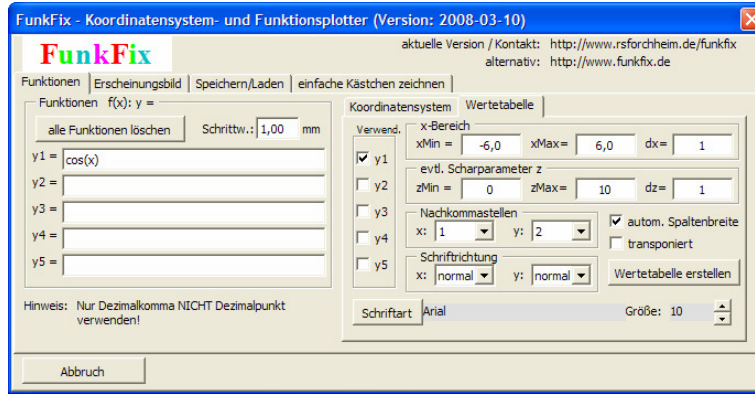 FunkFix - Koordinatensystem- und Funktionsplotter (Version: 2008-03-10)
FunkFix
aktuelle Version / Kontakt: http://www.rsforchheim.de/funkfix
alternativ: http://www.funkfix.de
Funktionen Erscheinungsbild Speichern/Laden einfache Kästchen zeichnen
Funktionen f(x): y =
alle Funktionen löschen Schrittw.: 1,00 mm
y1 = cos(x)
y2 =
y3 =
y4 =
y5 =
Hinweis: Nur Dezimalkomma NICHT Dezimalpunkt
verwenden!
Koordinatensystem Wertetabelle
Verwend.
y1
y2
y3
y4
y5
x-Bereich
xMin = -6,0 xMax= 6,0 dx= 1
evtl. Scharparameter z
zMin = 0 zMax= 10 dz= 1
Nachkommastellen
x: 1 y: 2
autom. Spaltenbreite
transponiert
Schriftrichtung
x: normal y: normal
Wertetabelle erstellen
Schriftart Arial Größe: 10
Abbruch